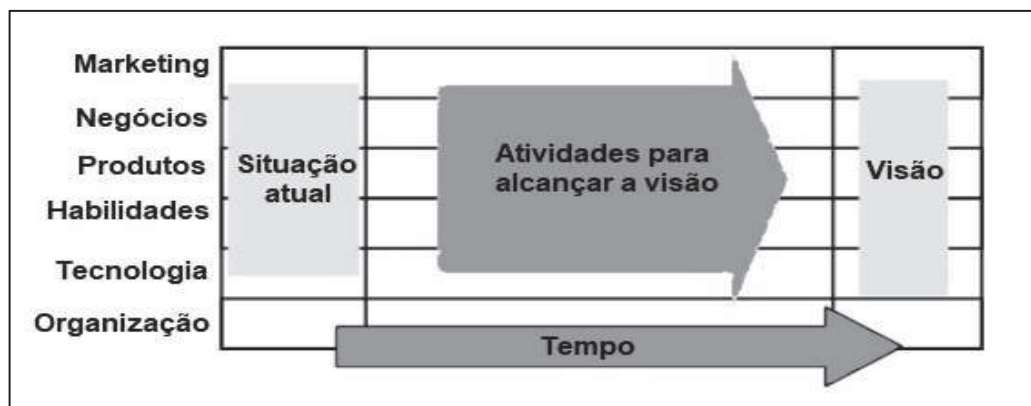 Marketing
Negócios
Produtos
Habilidades
Tecnologia
Organização
Situação
atual
Atividades para
alcançar a visão
Visão
Tempo